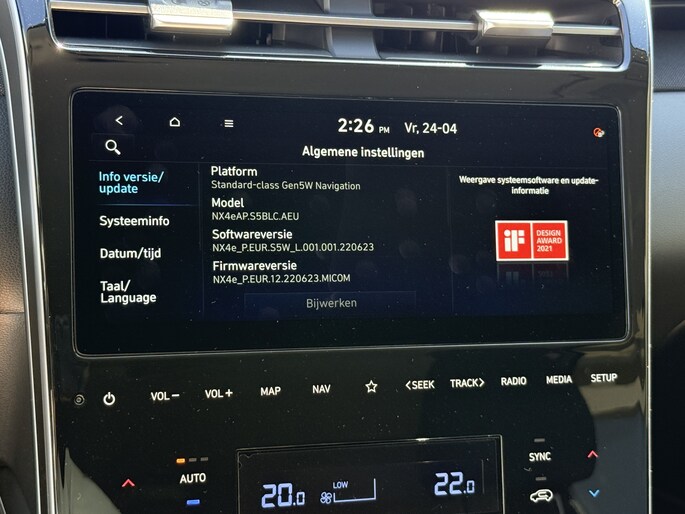 2:26 PM Vr, 24-04
Algemene instellingen
Info versie/
update
Systeeminfo
Datum/tijd
Taal/
Language
Platform
Standard-class Gen5W Navigation
Model
NX4eAP.S5BLC.AEU
Softwareversie
NX4e_P.EUR.S5W_L.001.001.220623
Firmwareversie
NX4e_P.EUR.12.220623.MICOM
Bijwerken
Weergave systeemsoftware en update-
informatie
iF DESIGN
AWARD
2021
VOL− VOL+ MAP NAV <SEEK TRACK> RADIO MEDIA SETUP
AUTO
SYNC
20.0 LOW 22.0